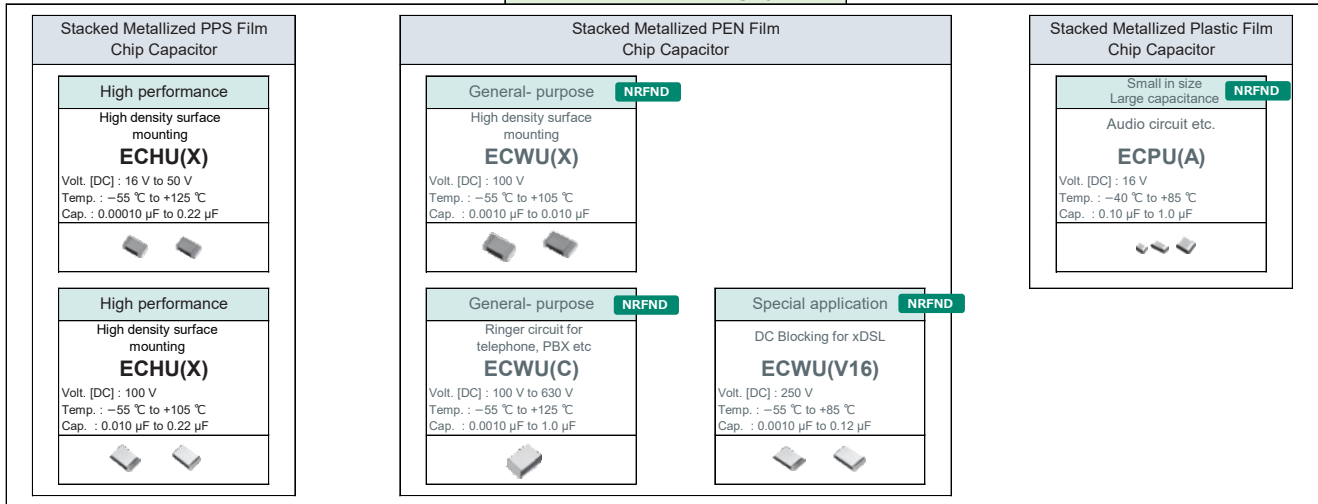 Stacked Metallized PPS Film
Chip Capacitor
High performance
High density surface
mounting
ECHU(X)
Volt. [DC] : 16 V to 50 V
Temp. : −55 ℃ to +125 ℃
Cap. : 0.00010 μF to 0.22 μF
High performance
High density surface
mounting
ECHU(X)
Volt. [DC] : 100 V
Temp. : −55 ℃ to +105 ℃
Cap. : 0.010 μF to 0.22 μF
Stacked Metallized PEN Film
Chip Capacitor
General- purpose NRFND
High density surface
mounting
ECWU(X)
Volt. [DC] : 100 V
Temp. : −55 ℃ to +105 ℃
Cap. : 0.0010 μF to 0.010 μF
General- purpose NRFND
Ringer circuit for
telephone, PBX etc
ECWU(C)
Volt. [DC] : 100 V to 630 V
Temp. : −55 ℃ to +125 ℃
Cap. : 0.0010 μF to 1.0 μF
Special application NRFND
DC Blocking for xDSL
ECWU(V16)
Volt. [DC] : 250 V
Temp. : −55 ℃ to +85 ℃
Cap. : 0.0010 μF to 0.12 μF
Stacked Metallized Plastic Film
Chip Capacitor
Small in size
Large capacitance NRFND
Audio circuit etc.
ECPU(A)
Volt. [DC] : 16 V
Temp. : −40 ℃ to +85 ℃
Cap. : 0.10 μF to 1.0 μF